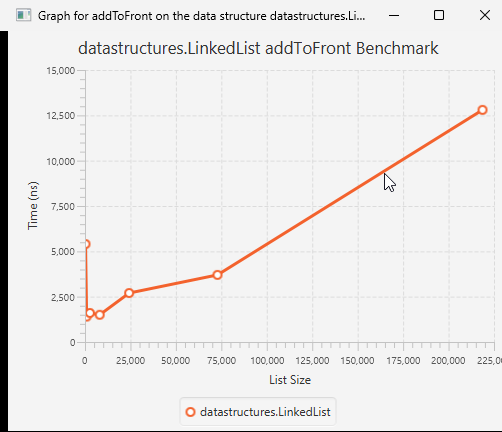 Graph for addToFront on the data structure datastructures.Li...
datastructures.LinkedList addToFront Benchmark
15,000
12,500
10,000
7,500
5,000
2,500
0
Time (ns)
0 25,000 50,000 75,000 100,000 125,000 150,000 175,000 200,000 225,0
List Size
datastructures.LinkedList